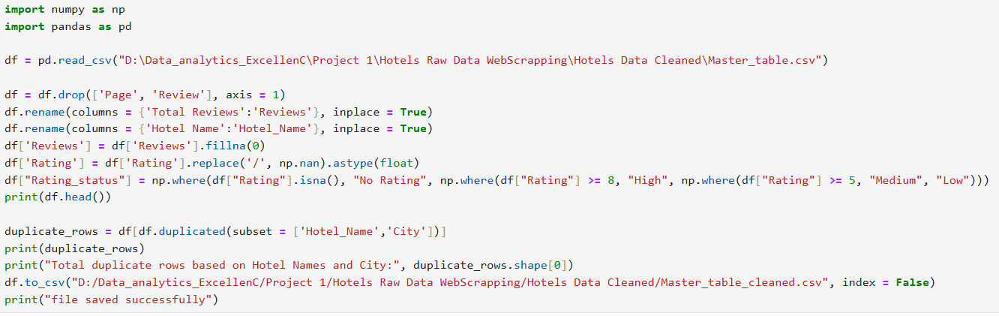 import numpy as np
import pandas as pd
df = pd.read_csv("D:\Data_analytics_ExcellenC\Project 1\Hotels Raw Data WebScrapping\Hotels Data Cleaned\Master_table.csv")
df = df.drop(['Page', 'Review'], axis = 1)
df.rename(columns = {'Total Reviews':'Reviews'}, inplace = True)
df.rename(columns = {'Hotel Name':'Hotel_Name'}, inplace = True)
df['Reviews'] = df['Reviews'].fillna(0)
df['Rating'] = df['Rating'].replace('/', np.nan).astype(float)
df["Rating_status"] = np.where(df["Rating"].isna(), "No Rating", np.where(df["Rating"] >= 8, "High", np.where(df["Rating"] >= 5, "Medium", "Low")))
print(df.head())
duplicate_rows = df[df.duplicated(subset = ['Hotel_Name','City'])]
print(duplicate_rows)
print("Total duplicate rows based on Hotel Names and City:", duplicate_rows.shape[0])
df.to_csv("D:/Data_analytics_ExcellenC/Project 1/Hotels Raw Data WebScrapping/Hotels Data Cleaned/Master_table_cleaned.csv", index = False)
print("file saved successfully")